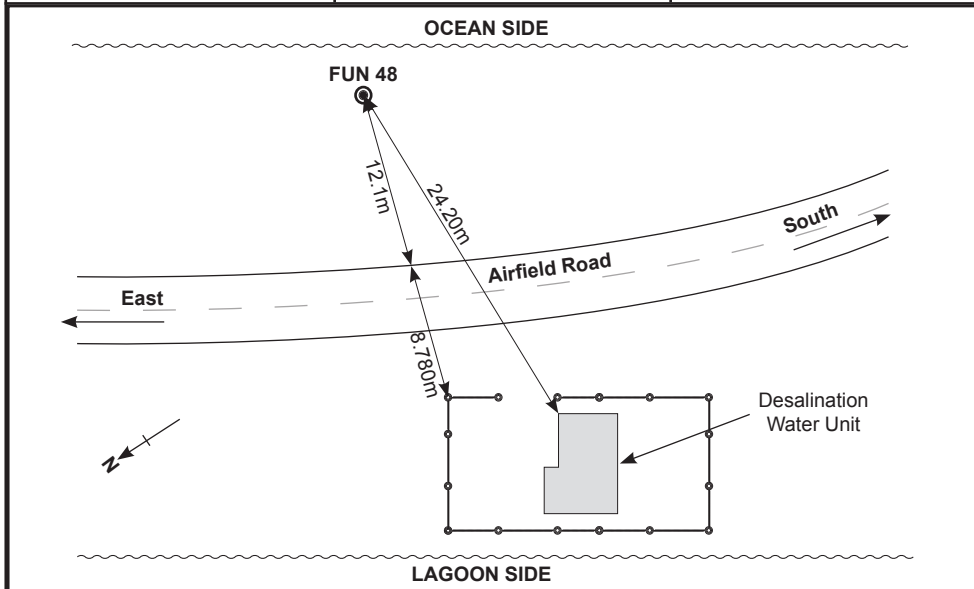 OCEAN SIDE
FUN 48
12.1m
24.20m
South
Airfield Road
East
8.780m
Desalination
Water Unit
N
LAGOON SIDE